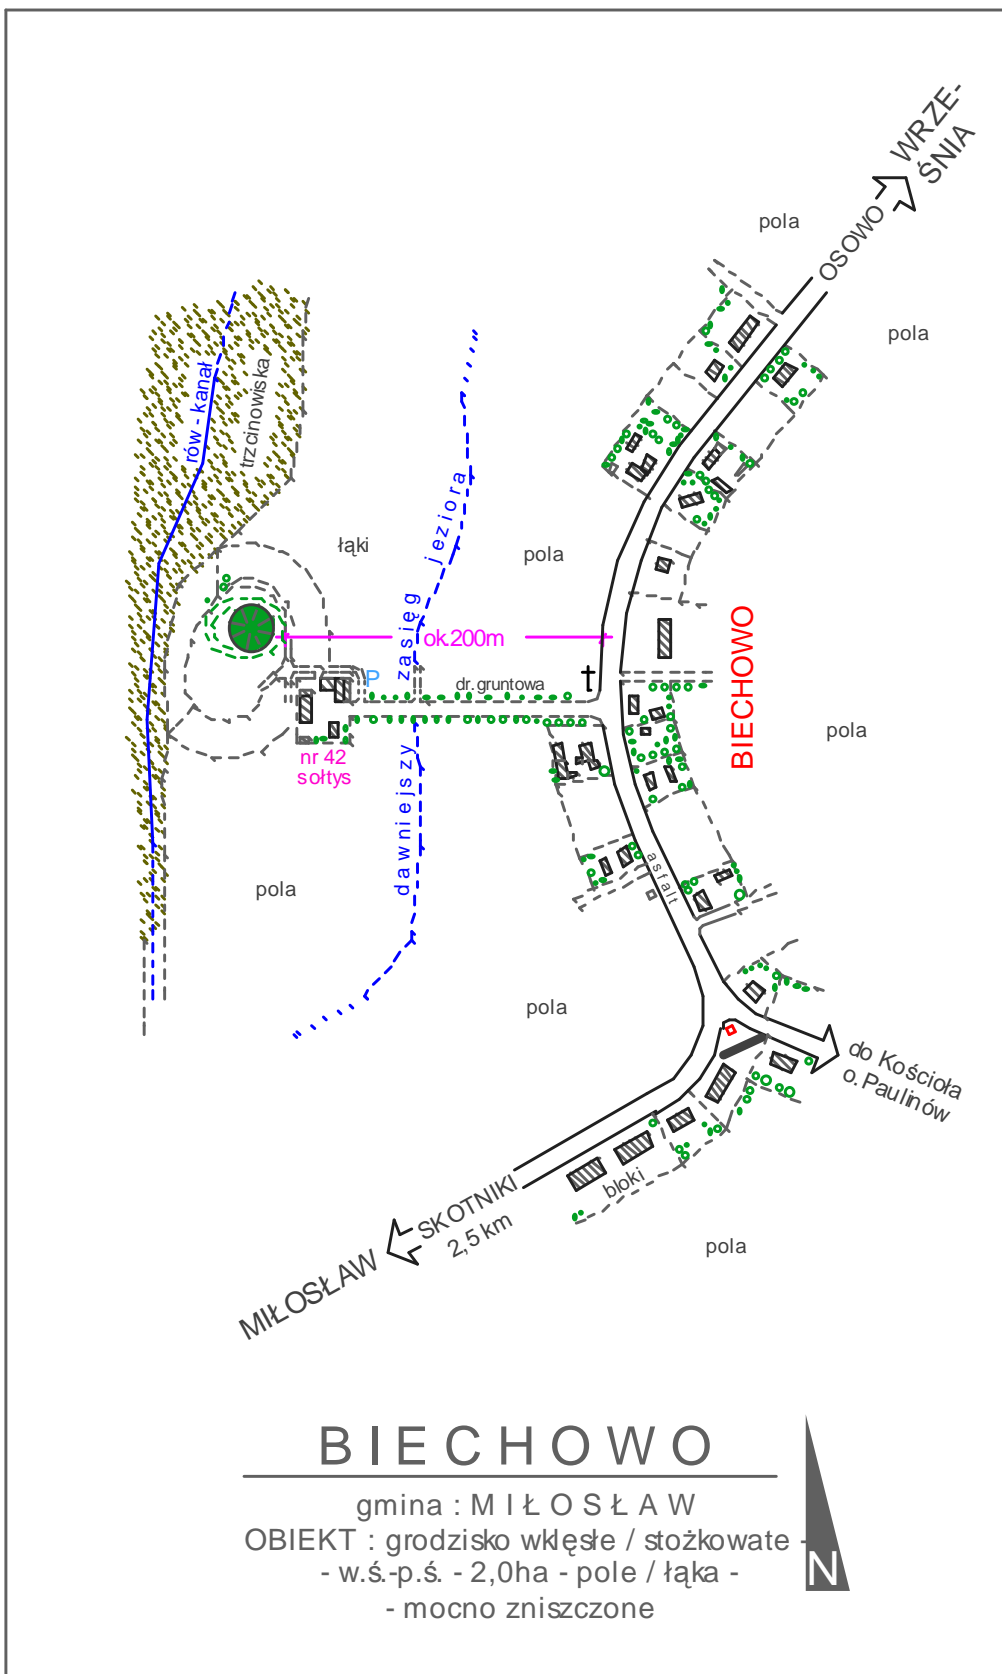 WRZE-
ŚNIA
OSOWO
pola
pola
rów - kanał
trzcinowiska
łąki
pola
dawniejszy zasięg jeziora
ok.200m
BIECHOWO
P
dr. gruntowa
pola
nr 42
sołtys
asfalt
pola
pola
do Kościoła
o. Paulinów
bloki
SKOTNIKI
2,5 km
MIŁOSŁAW
pola
BIECHOWO
gmina : MIŁOSŁAW
OBIEKT : grodzisko wklęsłe / stożkowate -
- w.ś.-p.ś. - 2,0ha - pole / łąka -
- mocno zniszczone
N